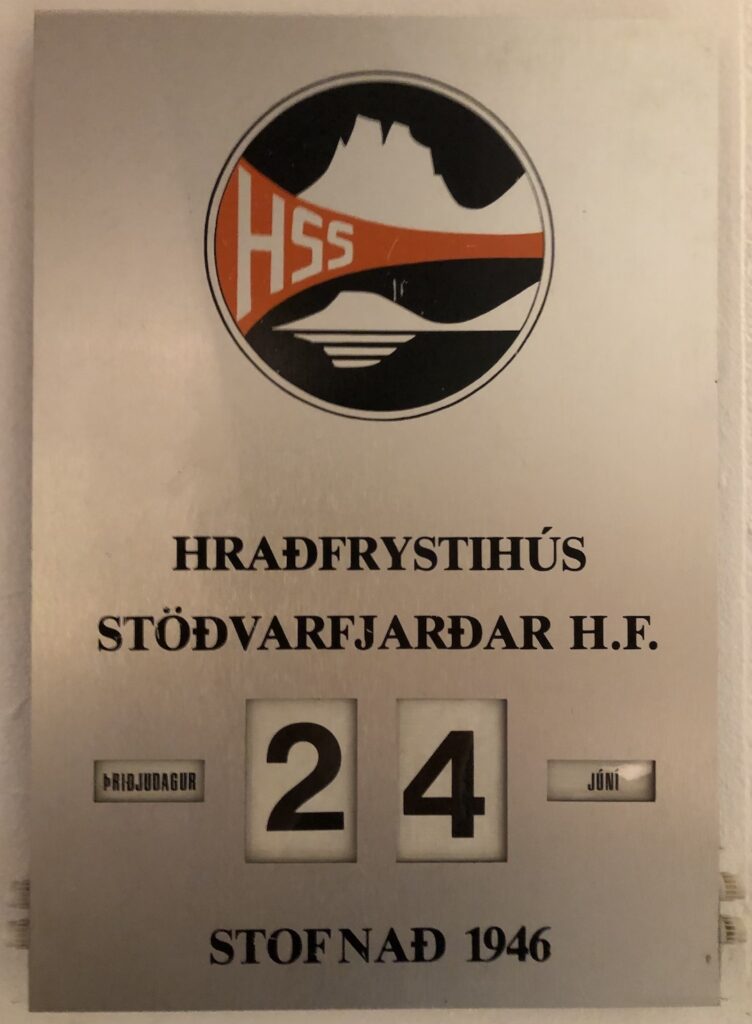 HSS
HRAÐFRYSTIHÚS
STÖÐVARFJARÐAR H.F.
ÞRIÐJUDAGUR 24 JÚNÍ
STOFNAÐ 1946